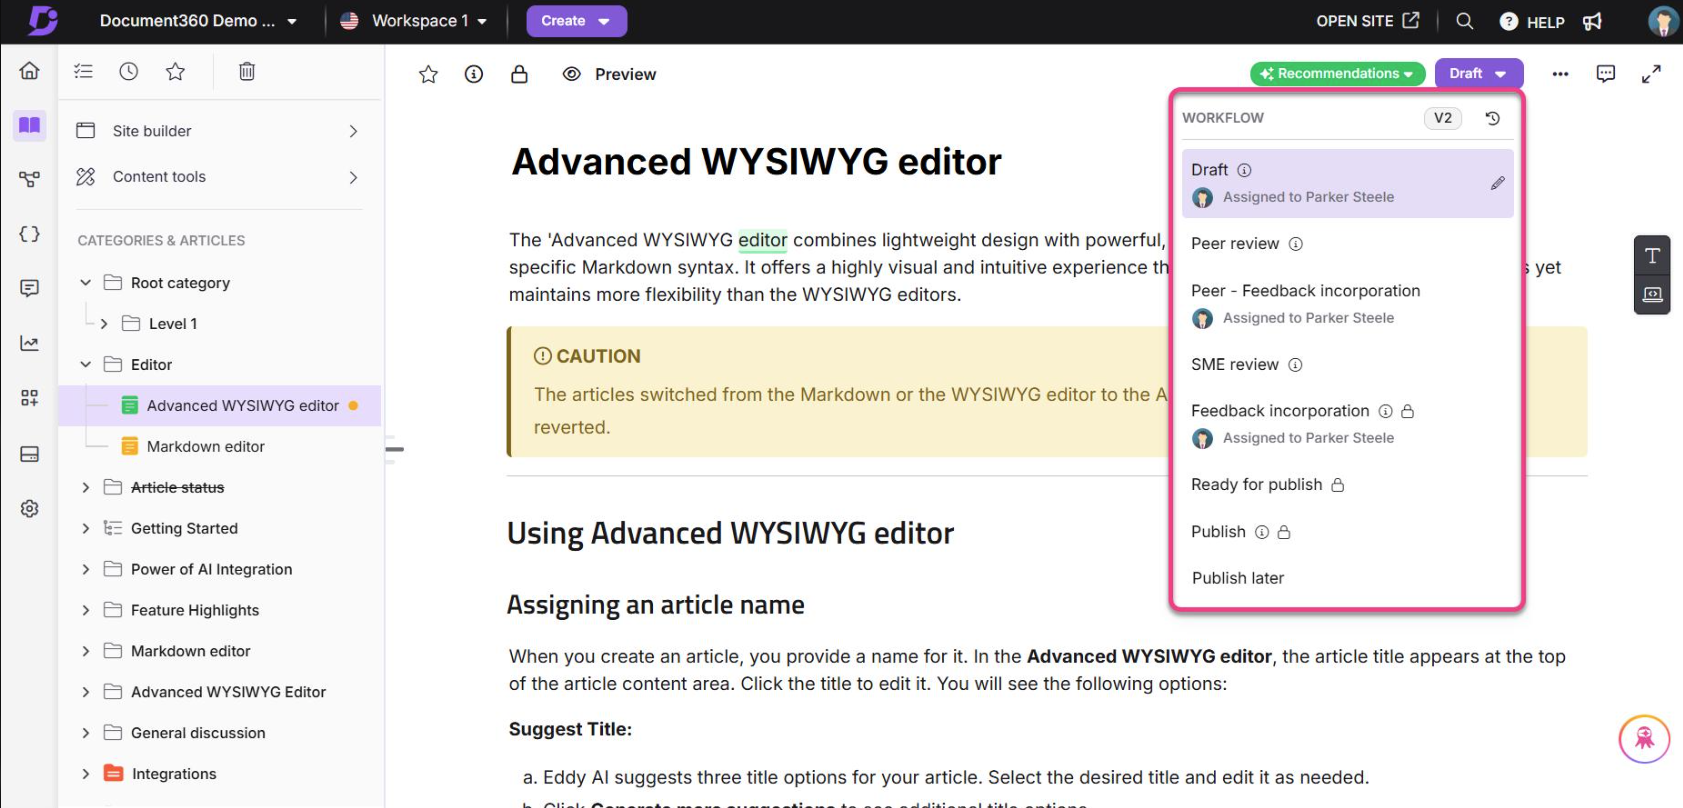 Document360 Demo ...
Workspace 1
Create
OPEN SITE
HELP
Preview
Recommendations
Draft
Site builder
Content tools
CATEGORIES & ARTICLES
Root category
Level 1
Editor
Advanced WYSIWYG editor
Markdown editor
Article status
Getting Started
Power of AI Integration
Feature Highlights
Markdown editor
Advanced WYSIWYG Editor
General discussion
Integrations
Advanced WYSIWYG editor
The 'Advanced WYSIWYG editor combines lightweight design with powerful,
specific Markdown syntax. It offers a highly visual and intuitive experience th
s yet
maintains more flexibility than the WYSIWYG editors.
CAUTION
The articles switched from the Markdown or the WYSIWYG editor to the A
reverted.
Using Advanced WYSIWYG editor
Assigning an article name
When you create an article, you provide a name for it. In the Advanced WYSIWYG editor, the article title appears at the top
of the article content area. Click the title to edit it. You will see the following options:
Suggest Title:
a. Eddy AI suggests three title options for your article. Select the desired title and edit it as needed.
b. Click Generate more suggestions to see additional title options.
WORKFLOW
V2
Draft
Assigned to Parker Steele
Peer review
Peer - Feedback incorporation
Assigned to Parker Steele
SME review
Feedback incorporation
Assigned to Parker Steele
Ready for publish
Publish
Publish later
T